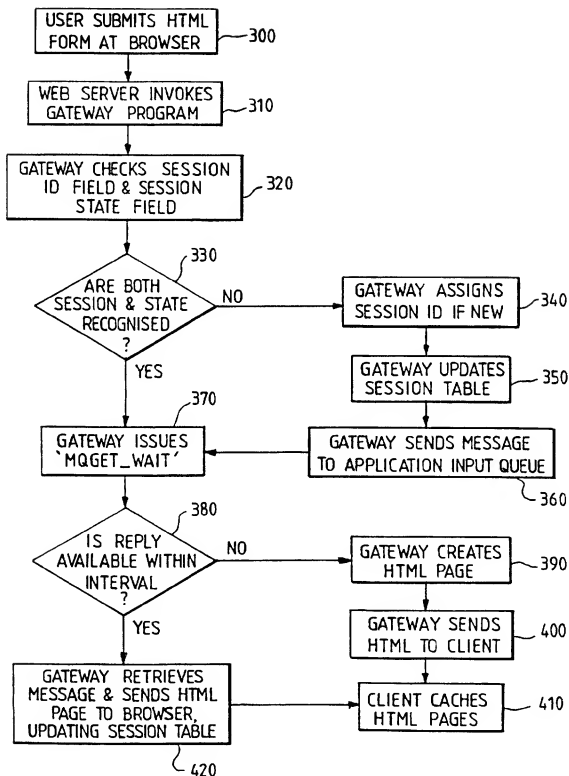 USER SUBMITS HTML
FORM AT BROWSER
300
WEB SERVER INVOKES
GATEWAY PROGRAM
310
GATEWAY CHECKS SESSION
ID FIELD & SESSION
STATE FIELD
320
330
ARE BOTH
SESSION & STATE
RECOGNISED
?
NO
YES
GATEWAY ASSIGNS
SESSION ID IF NEW
340
GATEWAY UPDATES
SESSION TABLE
350
GATEWAY SENDS MESSAGE
TO APPLICATION INPUT QUEUE
360
370
GATEWAY ISSUES
'MQGET_WAIT'
380
IS REPLY
AVAILABLE WITHIN
INTERVAL
?
NO
YES
GATEWAY CREATES
HTML PAGE
390
GATEWAY SENDS
HTML TO CLIENT
400
CLIENT CACHES
HTML PAGES
410
GATEWAY RETRIEVES
MESSAGE & SENDS HTML
PAGE TO BROWSER,
UPDATING SESSION TABLE
420